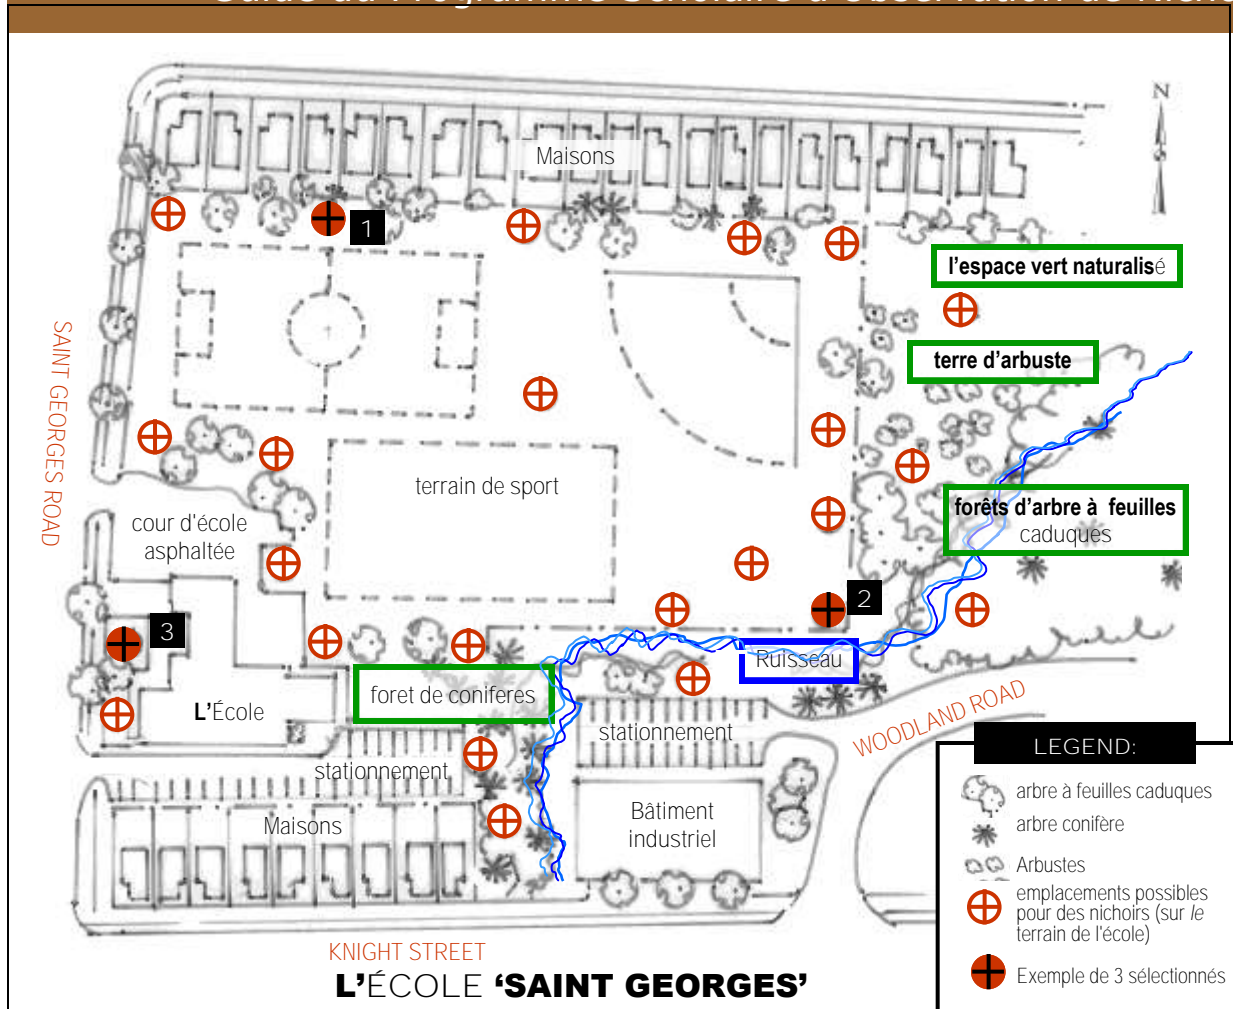 N
Maisons
1
l'espace vert naturalisé
terre d'arbuste
SAINT GEORGES ROAD
terrain de sport
cour d'école
asphaltée
forêts d'arbre à feuilles
caduques
2
3
Ruisseau
foret de coniferes
L'École
stationnement
WOODLAND ROAD
stationnement
Maisons
Bâtiment
industriel
LEGEND:
arbre à feuilles caduques
arbre conifère
Arbustes
emplacements possibles
pour des nichoirs (sur le
terrain de l'école)
Exemple de 3 sélectionnés
KNIGHT STREET
L'ÉCOLE 'SAINT GEORGES'